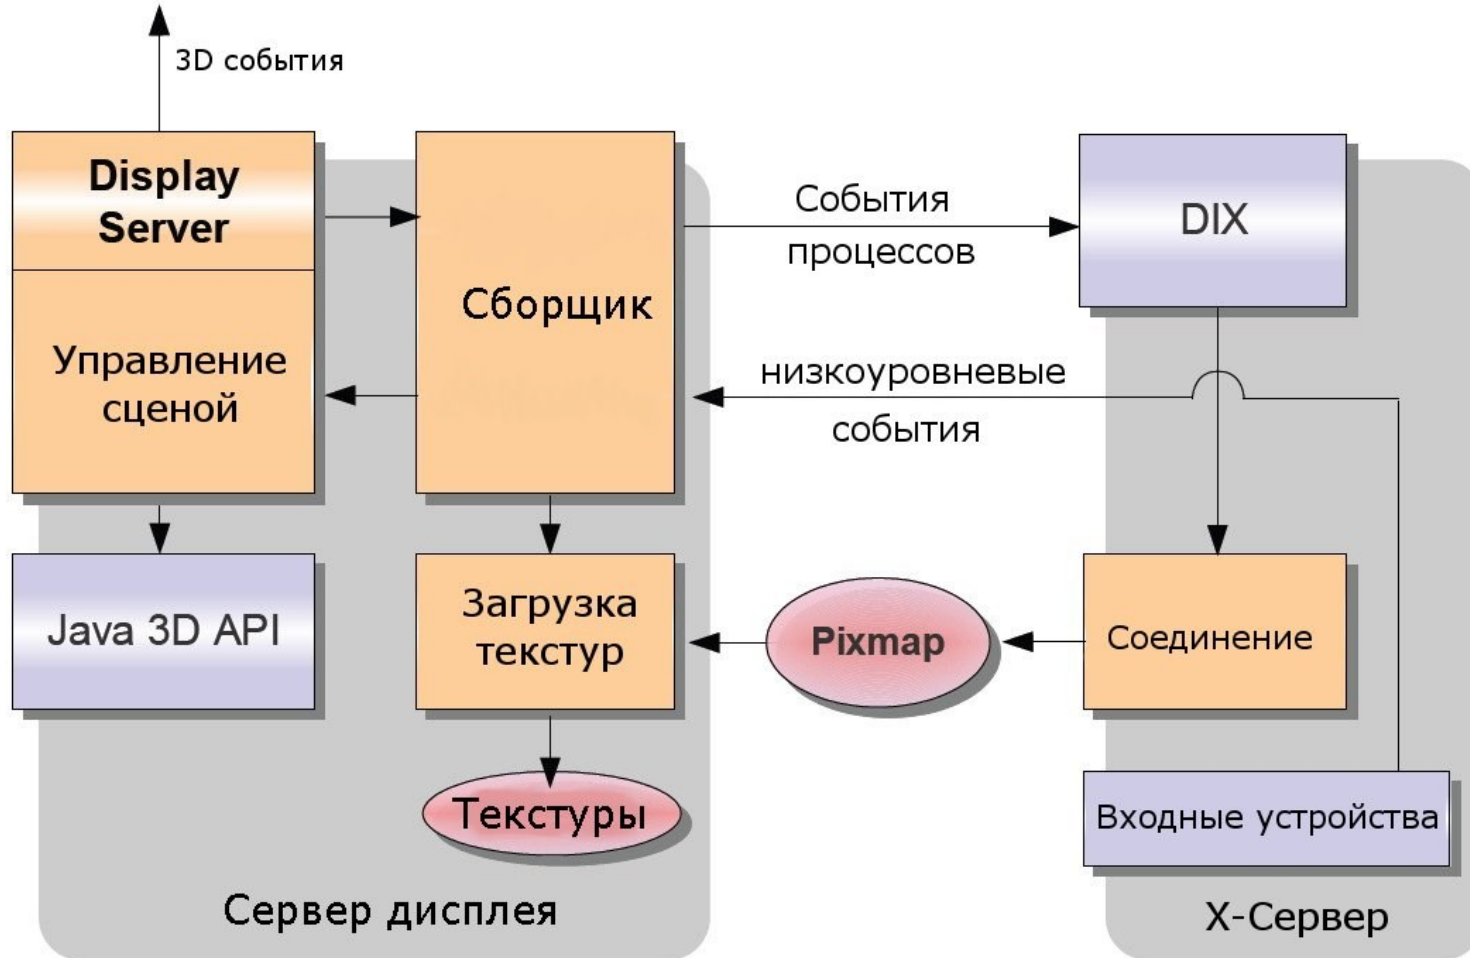 3D события
Display
Server
Управление
сценой
Сборщик
События
процессов
DIX
низкоуровневые
события
Java 3D API
Загрузка
текстур
Pixmap
Соединение
Текстуры
Входные устройства
Сервер дисплея
X-Сервер